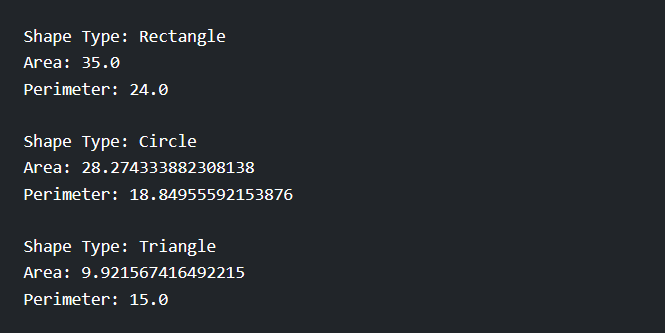 Shape Type: Rectangle
Area: 35.0
Perimeter: 24.0
Shape Type: Circle
Area: 28.274333882308138
Perimeter: 18.84955592153876
Shape Type: Triangle
Area: 9.921567416492215
Perimeter: 15.0